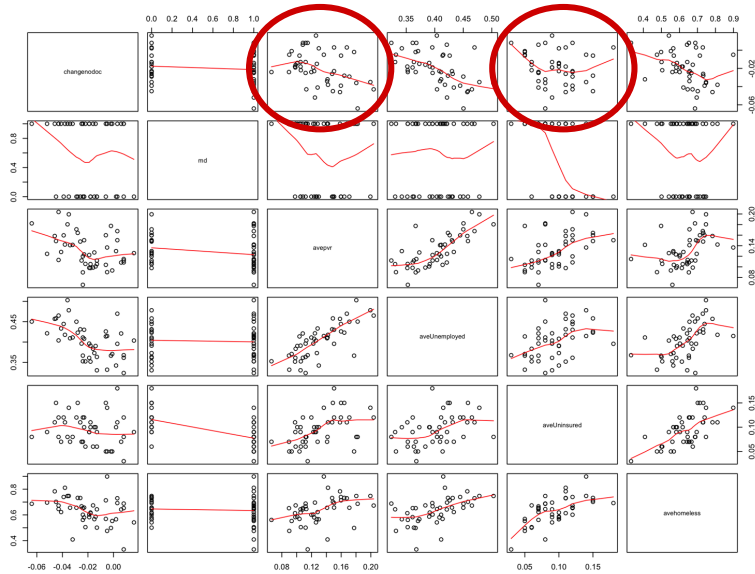 0.0 0.2 0.4 0.6 0.8 1.0
0.35 0.40 0.45 0.50
0.4 0.5 0.6 0.7 0.8 0.9
changenodoc
-0.06 -0.02
0.0 0.4 0.8
md
avepvr
0.08 0.14 0.20
0.35 0.45
aveUnemployed
aveUninsured
0.05 0.15
0.4 0.6 0.8
avehomeless
-0.06 -0.04 -0.02 0.00
0.08 0.12 0.16 0.20
0.05 0.10 0.15